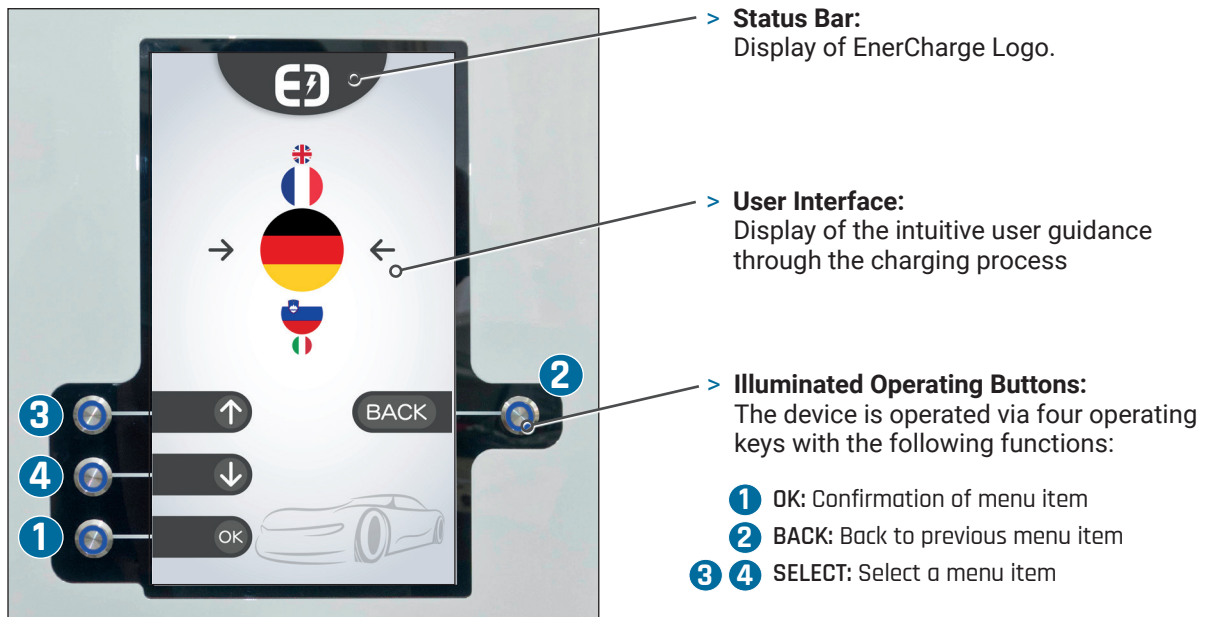 > Status Bar:
Display of EnerCharge Logo.
> User Interface:
Display of the intuitive user guidance
through the charging process
> Illuminated Operating Buttons:
The device is operated via four operating
keys with the following functions:
1 OK: Confirmation of menu item
2 BACK: Back to previous menu item
3 4 SELECT: Select a menu item
2
3 ↑ BACK
4 ↓
1 OK